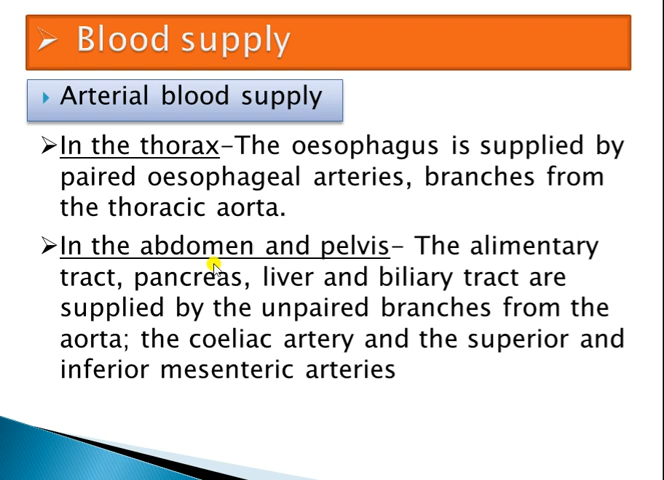 Blood supply
Arterial blood supply
In the thorax–The oesophagus is supplied by
paired oesophageal arteries, branches from
the thoracic aorta.
In the abdomen and pelvis– The alimentary
tract, pancreas, liver and biliary tract are
supplied by the unpaired branches from the
aorta; the coeliac artery and the superior and
inferior mesenteric arteries